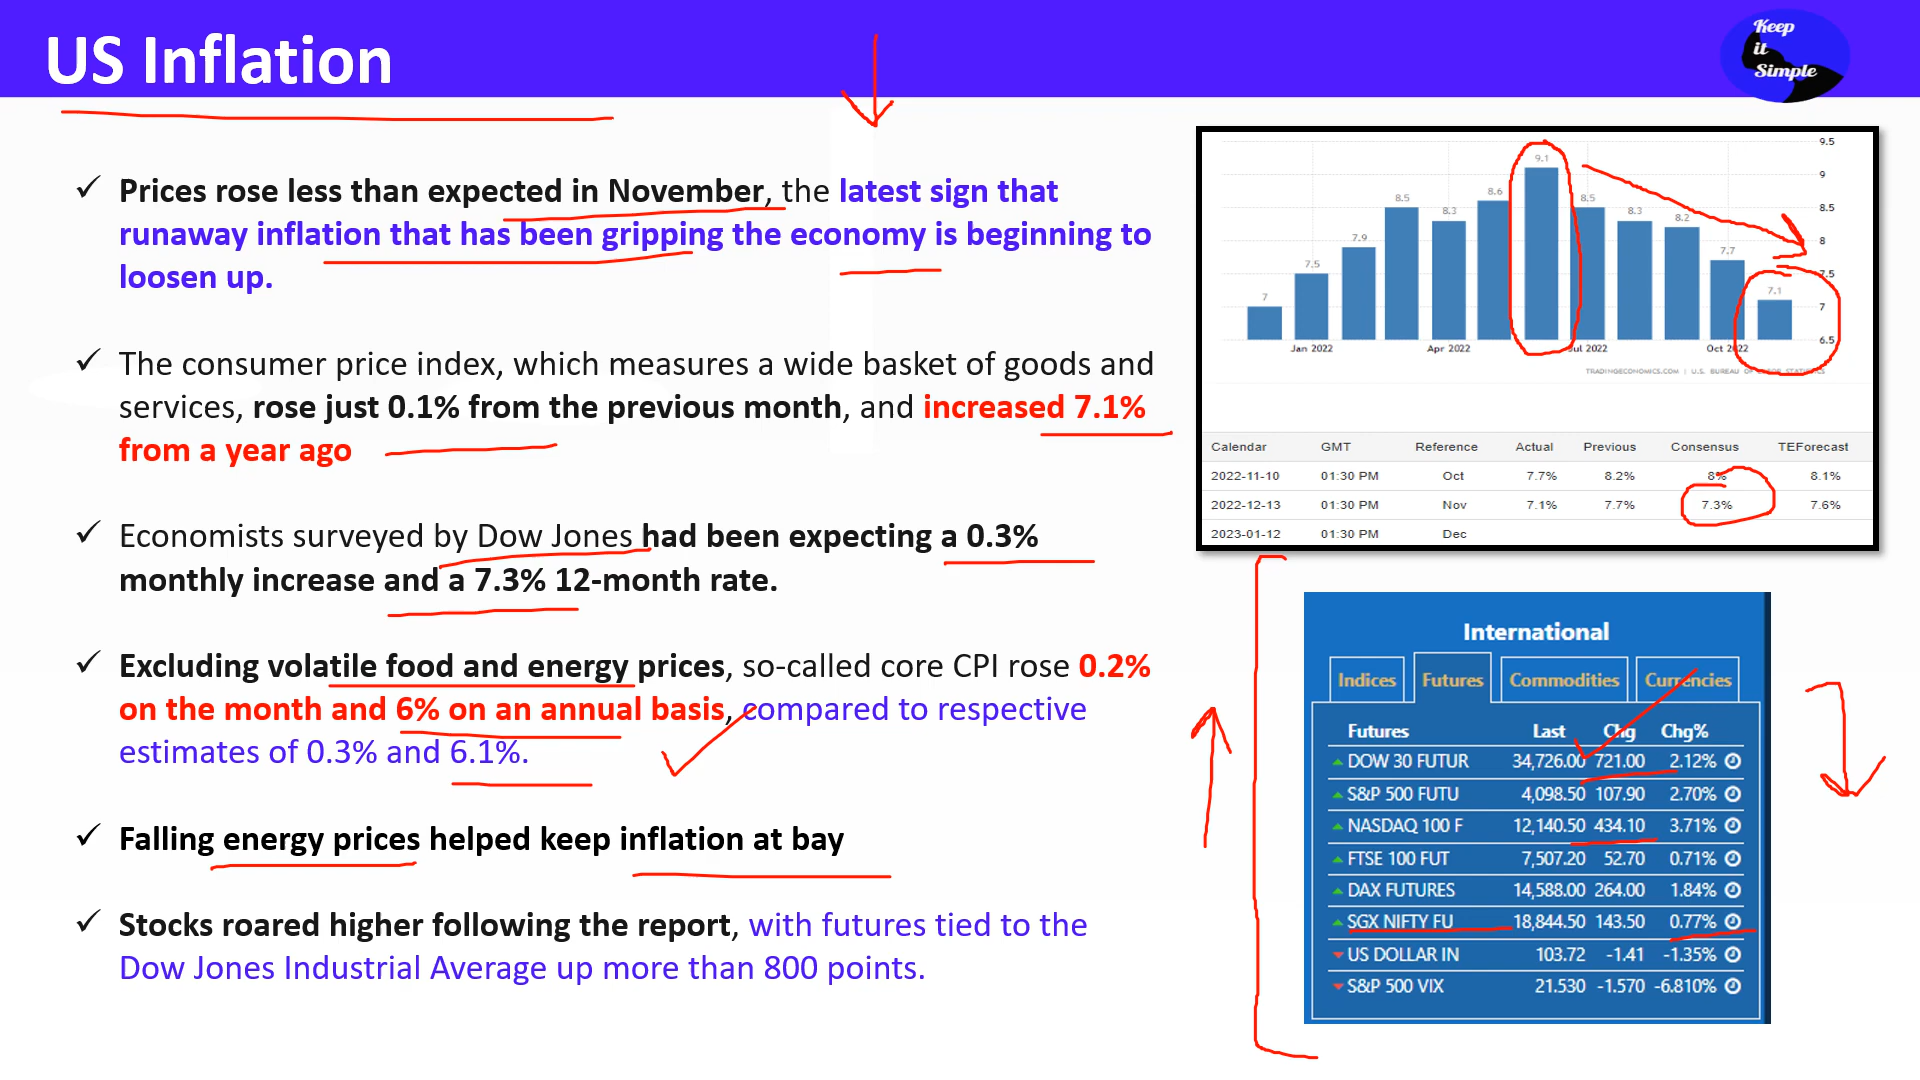 US Inflation
Keep
it
Simple
Prices rose less than expected in November, the latest sign that
runaway inflation that has been gripping the economy is beginning to
loosen up.
The consumer price index, which measures a wide basket of goods and
services, rose just 0.1% from the previous month, and increased 7.1%
from a year ago
Economists surveyed by Dow Jones had been expecting a 0.3%
monthly increase and a 7.3% 12-month rate.
Excluding volatile food and energy prices, so-called core CPI rose 0.2%
on the month and 6% on an annual basis, compared to respective
estimates of 0.3% and 6.1%.
Falling energy prices helped keep inflation at bay
Stocks roared higher following the report, with futures tied to the
Dow Jones Industrial Average up more than 800 points.
7 7.5 7.9 8.5 8.3 8.6 9.1 8.5 8.3 8.2 7.7 7.1
9.5
9
8.5
8
7.5
7
6.5
Jan 2022 Apr 2022 Jul 2022 Oct 2022
TRADINGECONOMICS.COM | U.S. BUREAU OF LABOR STATISTICS
Calendar GMT Reference Actual Previous Consensus TEForecast
2022-11-10 01:30 PM Oct 7.7% 8.2% 8% 8.1%
2022-12-13 01:30 PM Nov 7.1% 7.7% 7.3% 7.6%
2023-01-12 01:30 PM Dec
International
Indices Futures Commodities Currencies
Futures Last Chg Chg%
DOW 30 FUTUR 34,726.00 721.00 2.12%
S&P 500 FUTU 4,098.50 107.90 2.70%
NASDAQ 100 F 12,140.50 434.10 3.71%
FTSE 100 FUT 7,507.20 52.70 0.71%
DAX FUTURES 14,588.00 264.00 1.84%
SGX NIFTY FU 18,844.50 143.50 0.77%
US DOLLAR IN 103.72 -1.41 -1.35%
S&P 500 VIX 21.530 -1.570 -6.810%